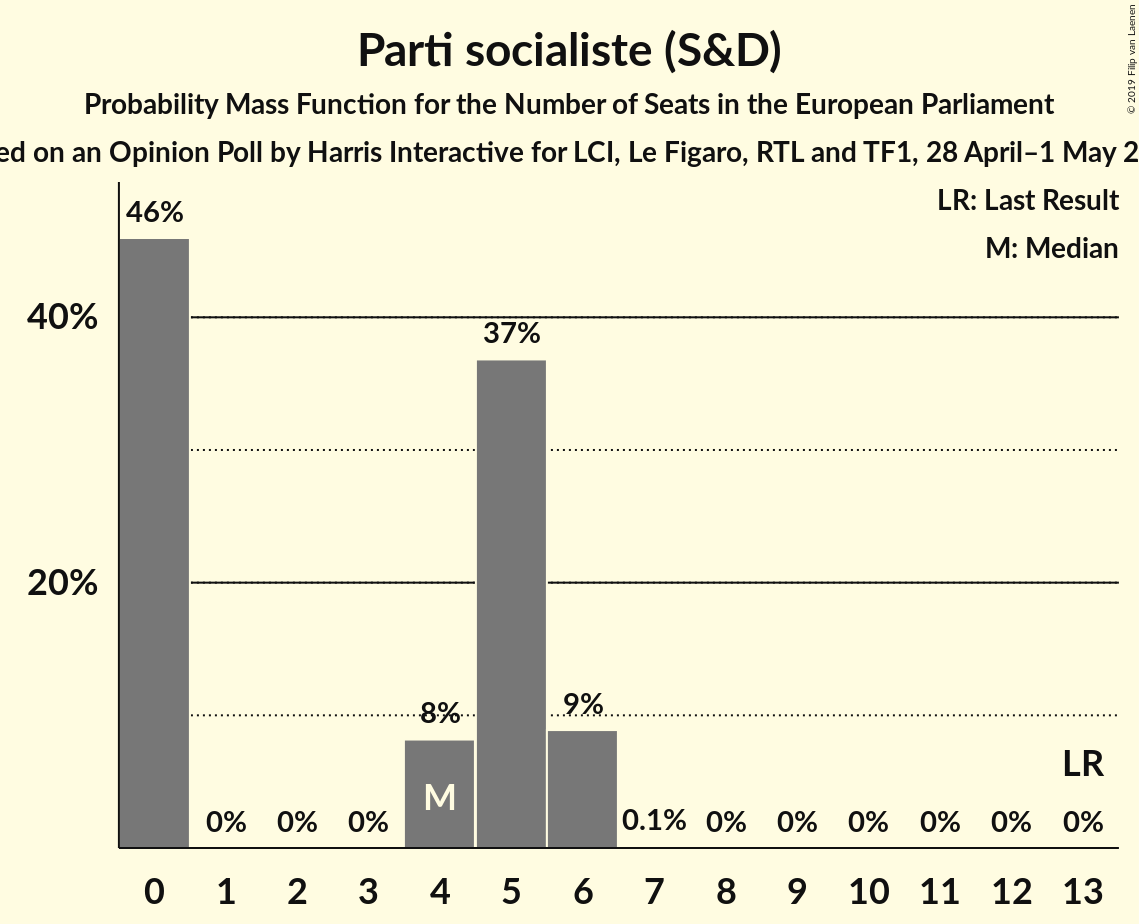 Parti socialiste (S&D)
Probability Mass Function for the Number of Seats in the European Parliament
ed on an Opinion Poll by Harris Interactive for LCI, Le Figaro, RTL and TF1, 28 April–1 May 2
© 2019 Filip van Laenen
LR: Last Result
M: Median
46%
40%
37%
20%
8%
9%
LR
M
0%
0%
0%
0.1%
0%
0%
0%
0%
0%
0%
0 1 2 3 4 5 6 7 8 9 10 11 12 13